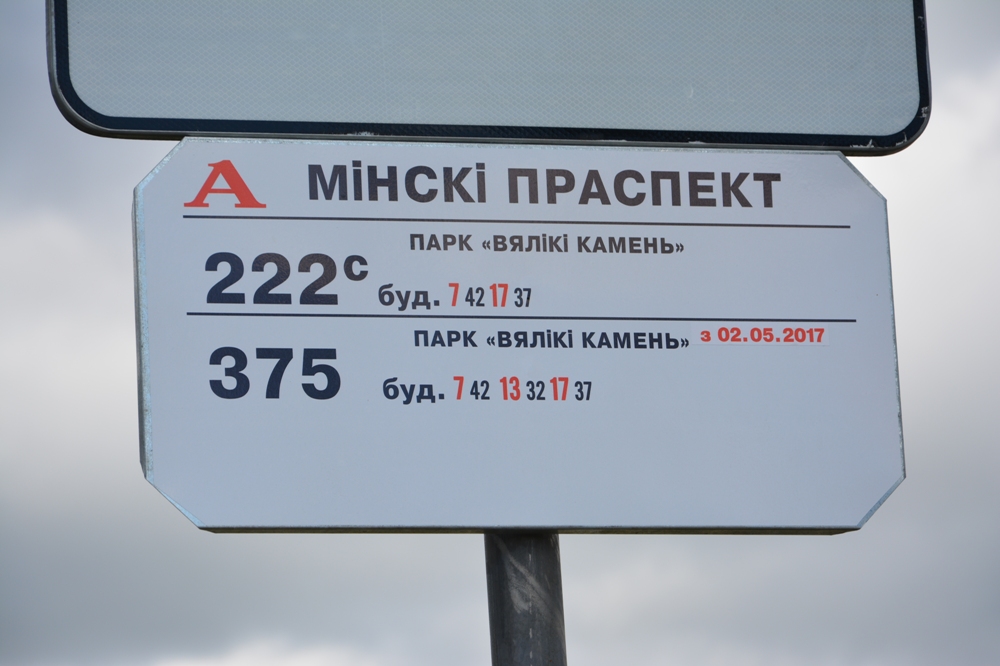 А МіНСКі ПРАСПЕКТ
ПАРК «ВЯЛіКі КАМЕНЬ»
222с буд. 7 42 17 37
ПАРК «ВЯЛіКі КАМЕНЬ» з 02.05.2017
375 буд. 7 42 13 32 17 37